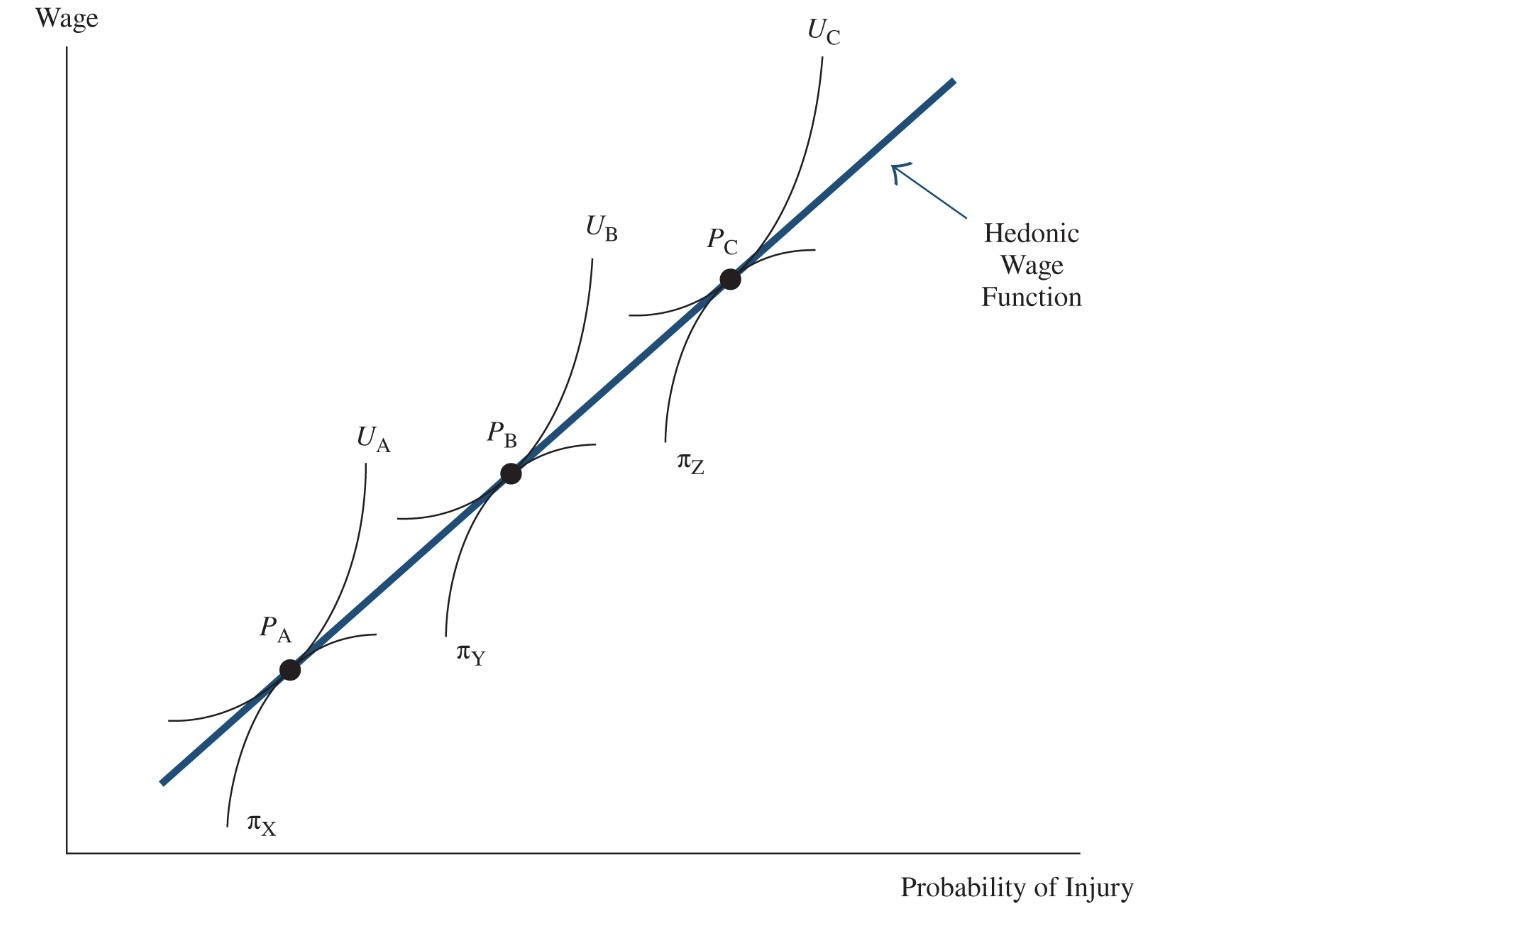 Wage
U_C
U_B
P_C
Hedonic
Wage
Function
U_A
P_B
π_Z
P_A
π_Y
π_X
Probability of Injury